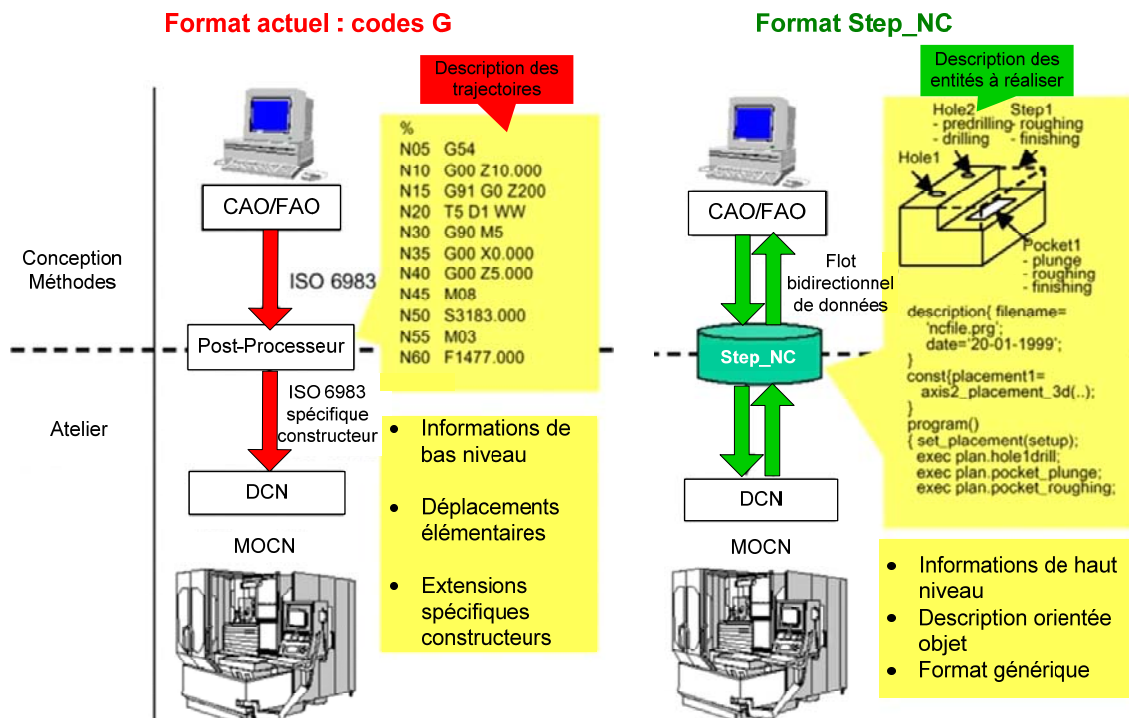 Format actuel : codes G
Format Step_NC
Description des
trajectoires
Description des
entités à réaliser
%
N05 G54
N10 G00 Z10.000
N15 G91 G0 Z200
N20 T5 D1 WW
N30 G90 M5
N35 G00 X0.000
N40 G00 Z5.000
N45 M08
N50 S3183.000
N55 M03
N60 F1477.000
Hole2 Step1
- predrilling - roughing
- drilling - finishing
Hole1
Pocket1
- plunge
- roughing
- finishing
CAO/FAO
CAO/FAO
Conception
Méthodes
ISO 6983
Flot
bidirectionnel
de données
description{ filename=
'ncfile.prg';
date='20-01-1999';
}
const{placement1=
axis2_placement_3d(..);
}
program()
{ set_placement(setup);
exec plan.hole1drill;
exec plan.pocket_plunge;
exec plan.pocket_roughing;
Post-Processeur
Step_NC
Atelier
ISO 6983
spécifique
constructeur
• Informations de
bas niveau
• Déplacements
élémentaires
• Extensions
spécifiques
constructeurs
DCN
DCN
MOCN
MOCN
• Informations de haut
niveau
• Description orientée
objet
• Format générique